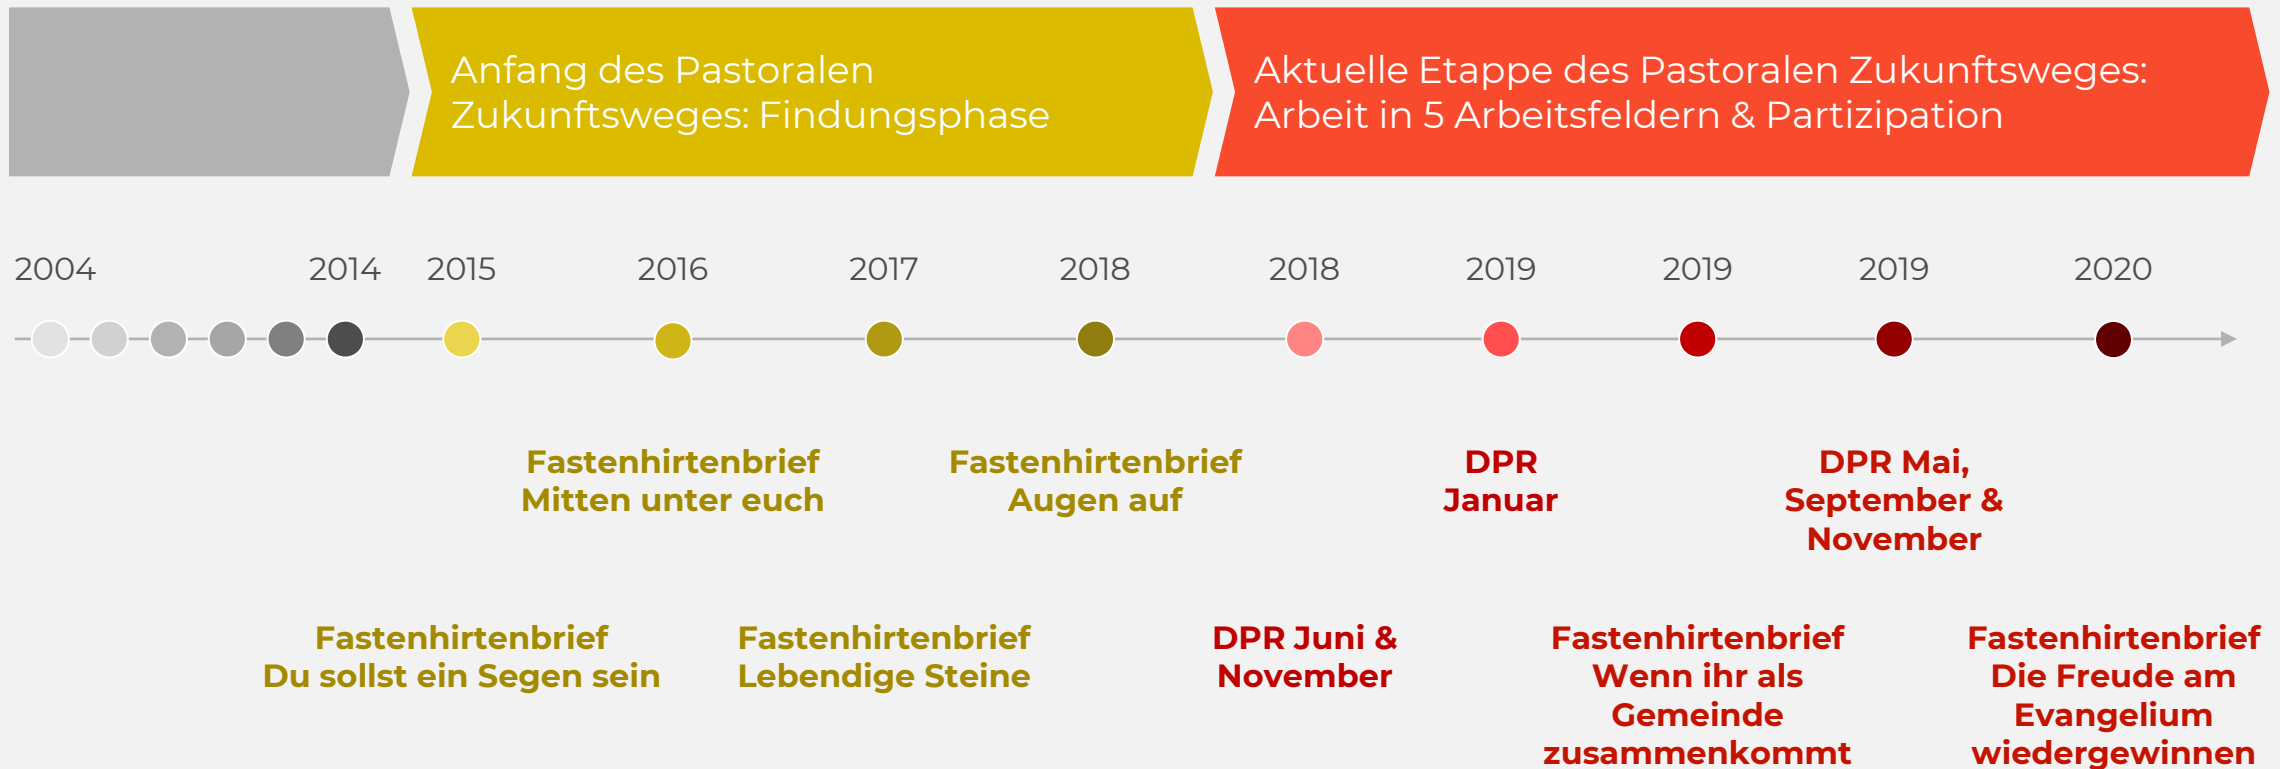 Anfang des Pastoralen
Zukunftsweges: Findungsphase
Aktuelle Etappe des Pastoralen Zukunftsweges:
Arbeit in 5 Arbeitsfeldern & Partizipation
2004 2014 2015 2016 2017 2018 2018 2019 2019 2019 2020
Fastenhirtenbrief
Mitten unter euch
Fastenhirtenbrief
Augen auf
DPR
Januar
DPR Mai,
September &
November
Fastenhirtenbrief
Du sollst ein Segen sein
Fastenhirtenbrief
Lebendige Steine
DPR Juni &
November
Fastenhirtenbrief
Wenn ihr als
Gemeinde
zusammenkommt
Fastenhirtenbrief
Die Freude am
Evangelium
wiedergewinnen